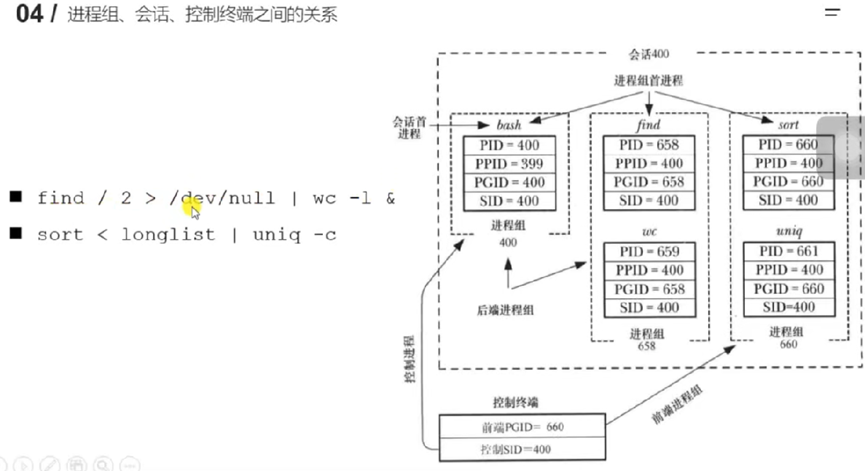 04 / 进程组、会话、控制终端之间的关系
■ find / 2 > /dev/null | wc -l &
■ sort < longlist | uniq -c
会话400
进程组首进程
会话首
进程
bash
PID = 400
PPID = 399
PGID = 400
SID = 400
进程组
400
find
PID = 658
PPID = 400
PGID = 658
SID = 400
sort
PID = 660
PPID = 400
PGID = 660
SID = 400
wc
PID = 659
PPID = 400
PGID = 658
SID = 400
进程组
658
uniq
PID = 661
PPID = 400
PGID = 660
SID=400
进程组
660
后端进程组
控制进程
前端进程组
控制终端
前端PGID= 660
控制SID=400